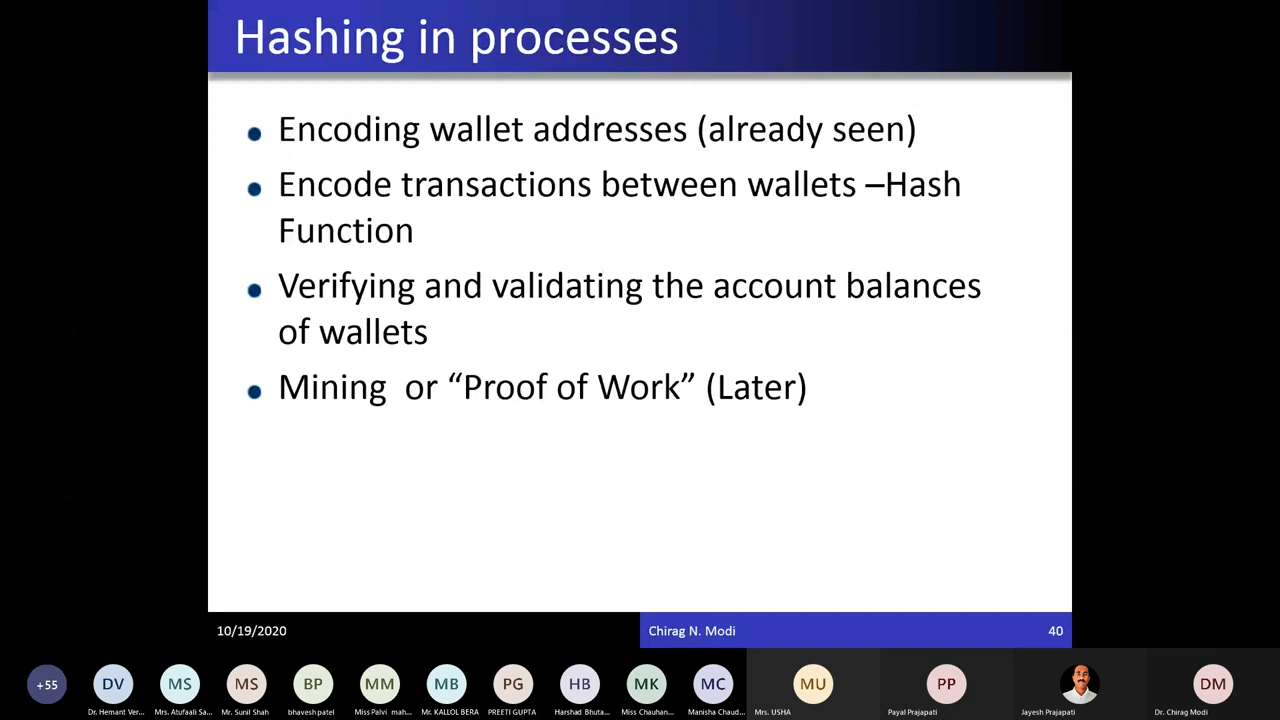 Hashing in processes
Encoding wallet addresses (already seen)
Encode transactions between wallets –Hash
Function
Verifying and validating the account balances
of wallets
Mining or “Proof of Work” (Later)
10/19/2020
Chirag N. Modi
40
+55
DV
MS
MS
BP
MM
MB
PG
HB
MK
MC
MU
PP
DM
Dr. Hemant Ver...
Mrs. Atufaali Sa...
Mr. Sunil Shah
bhavesh patel
Miss Palvi mah...
Mr. KALLOL BERA
PREETI GUPTA
Harshad Bhuta...
Miss Chauhan...
Manisha Chaud...
Mrs. USHA
Payal Prajapati
Jayesh Prajapati
Dr. Chirag Modi